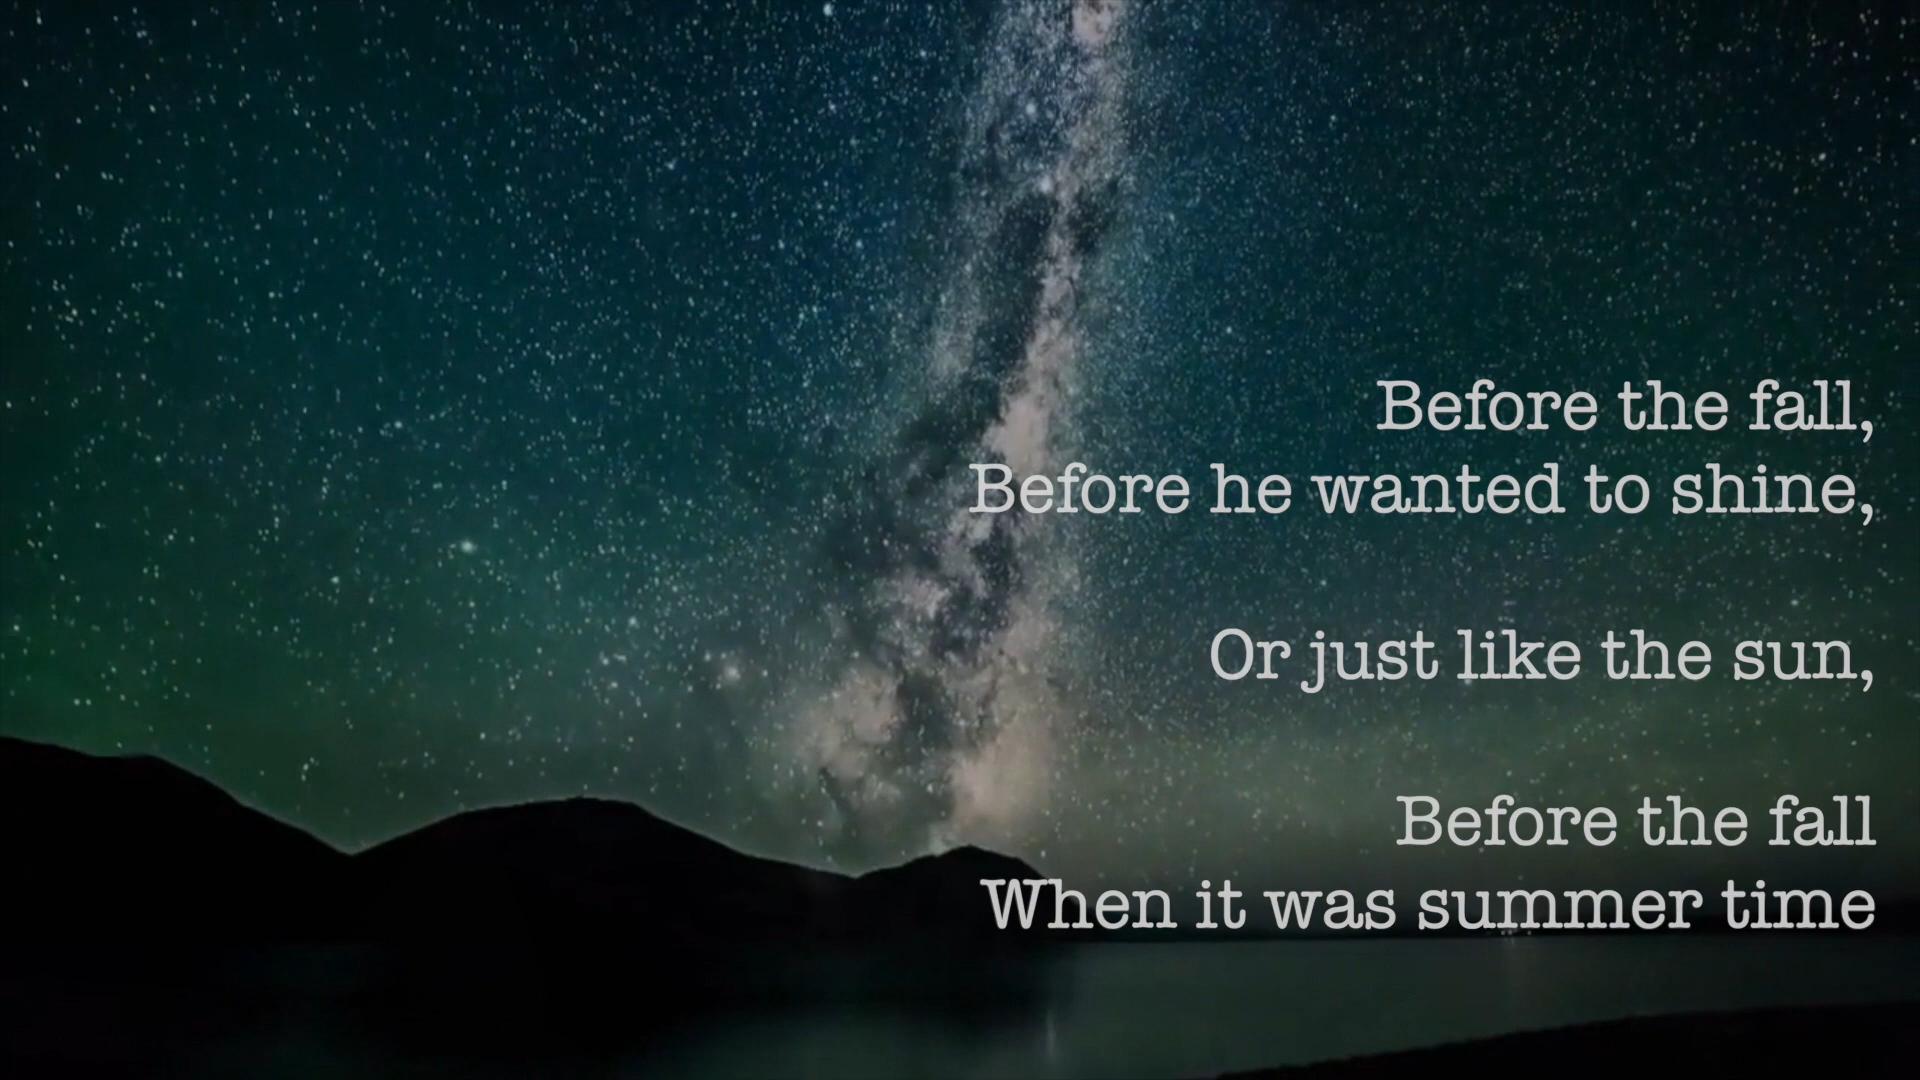 Before the fall,
Before he wanted to shine,
Or just like the sun,
Before the fall
When it was summer time